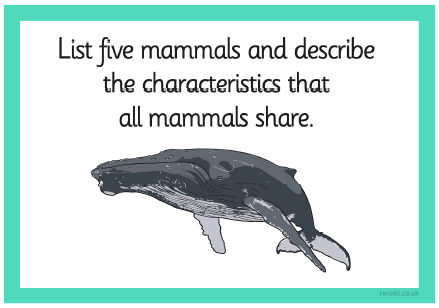 List five mammals and describe
the characteristics that
all mammals share.
twinkl.co.uk